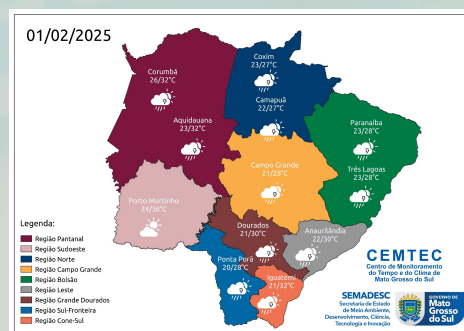 01/02/2025
Corumbá
26/32°C
Coxim
23/27°C
Camapuã
22/27°C
Aquidauana
23/32°C
Paranaíba
23/28°C
Campo Grande
21/28°C
Três Lagoas
23/28°C
Porto Murtinho
24/36°C
Dourados
21/30°C
Anaurilândia
22/30°C
Ponta Porã
20/28°C
Iguatemi
21/32°C
Legenda:
Região Pantanal
Região Sudoeste
Região Norte
Região Campo Grande
Região Bolsão
Região Leste
Região Grande Dourados
Região Sul-Fronteira
Região Cone-Sul
CEMTEC
Centro de Monitoramento
do Tempo e do Clima de
Mato Grosso do Sul
SEMADESC
Secretaria de Estado
de Meio Ambiente,
Desenvolvimento, Ciência,
Tecnologia e Inovação
GOVERNO DE
Mato
Grosso
do Sul